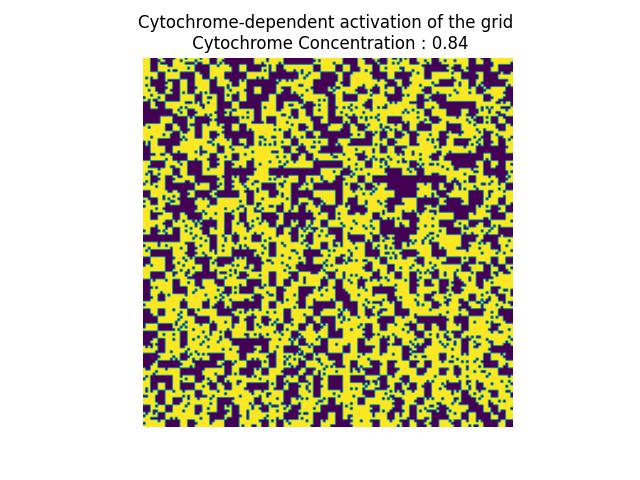 Cytochrome-dependent activation of the grid
Cytochrome Concentration : 0.84